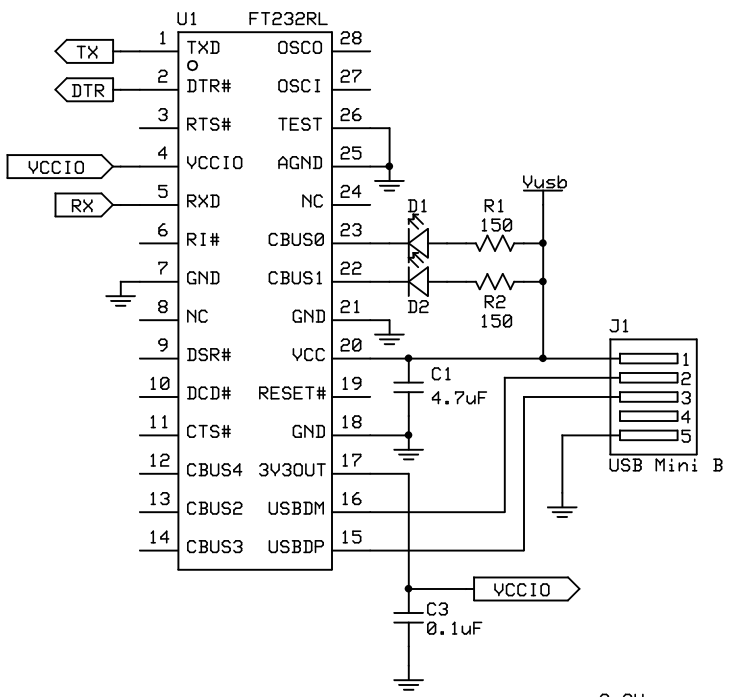 U1 FT232RL
TX 1 TXD OSCO 28
DTR 2 DTR# OSCI 27
3 RTS# TEST 26
VCCIO 4 VCCIO AGND 25
RX 5 RXD NC 24
Vusb
D1 R1
150
6 RI# CBUS0 23
7 GND CBUS1 22
D2 R2
150
8 NC GND 21
J1
9 DSR# VCC 20
1
C1
4.7uF
2
10 DCD# RESET# 19
3
4
11 CTS# GND 18
5
USB Mini B
12 CBUS4 3V3OUT 17
13 CBUS2 USBDM 16
14 CBUS3 USBDP 15
VCCIO
C3
0.1uF